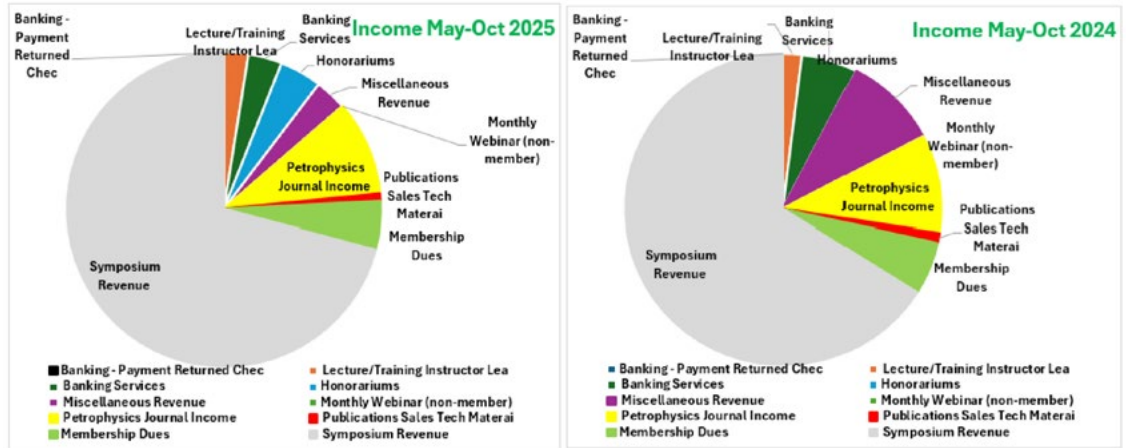 Income May-Oct 2025
Banking -
Payment
Returned
Chec
Lecture/Training
Instructor Lea
Banking
Services
Honorariums
Miscellaneous
Revenue
Monthly
Webinar (non-
member)
Petrophysics
Journal Income
Publications
Sales Tech
Materai
Membership
Dues
Symposium
Revenue
Banking - Payment Returned Chec
Lecture/Training Instructor Lea
Banking Services
Honorariums
Miscellaneous Revenue
Monthly Webinar (non-member)
Petrophysics Journal Income
Publications Sales Tech Materai
Membership Dues
Symposium Revenue
Income May-Oct 2024
Banking -
Payment
Returned
Chec
Lecture/Training
Instructor Lea
Banking
Services
Honorariums
Miscellaneous
Revenue
Monthly
Webinar (non-
member)
Petrophysics
Journal Income
Publications
Sales Tech
Materai
Membership
Dues
Symposium
Revenue
Banking - Payment Returned Chec
Lecture/Training Instructor Lea
Banking Services
Honorariums
Miscellaneous Revenue
Monthly Webinar (non-member)
Petrophysics Journal Income
Publications Sales Tech Materai
Membership Dues
Symposium Revenue